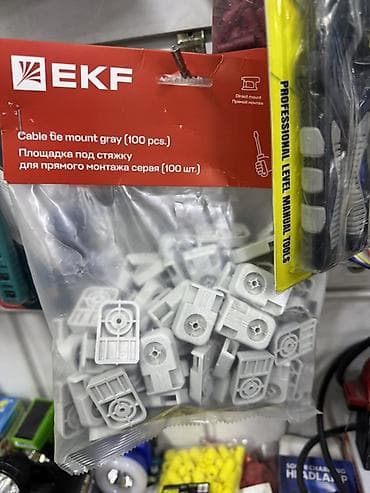 EKF
Direct mount
Прямой монтаж
Cable tie mount gray (100 pcs.)
Площадка под стяжку
для прямого монтажа серая (100 шт.)
PROFESSIONAL LEVEL MANUAL TOOLS
HEADLAMP